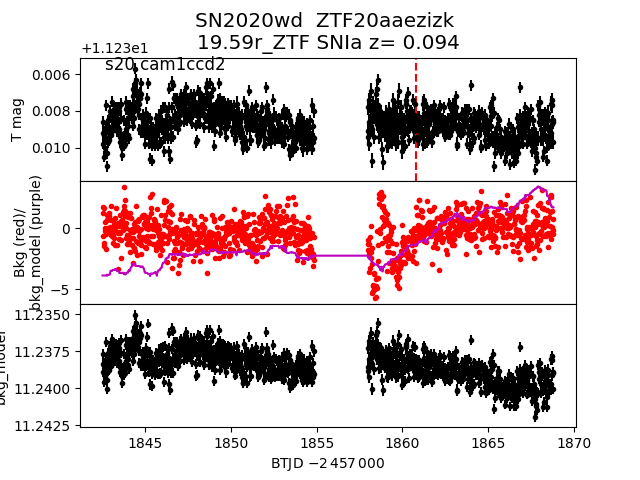 SN2020wd ZTF20aaezizk
19.59r_ZTF SNIa z= 0.094
+1.123e1
s20 cam1ccd2
0.006
0.008
0.010
T mag
0
−5
Bkg (red)/
bkg_model (purple)
11.2350
11.2375
11.2400
11.2425
bkg_model
1845
1850
1855
1860
1865
1870
BTJD −2 457 000